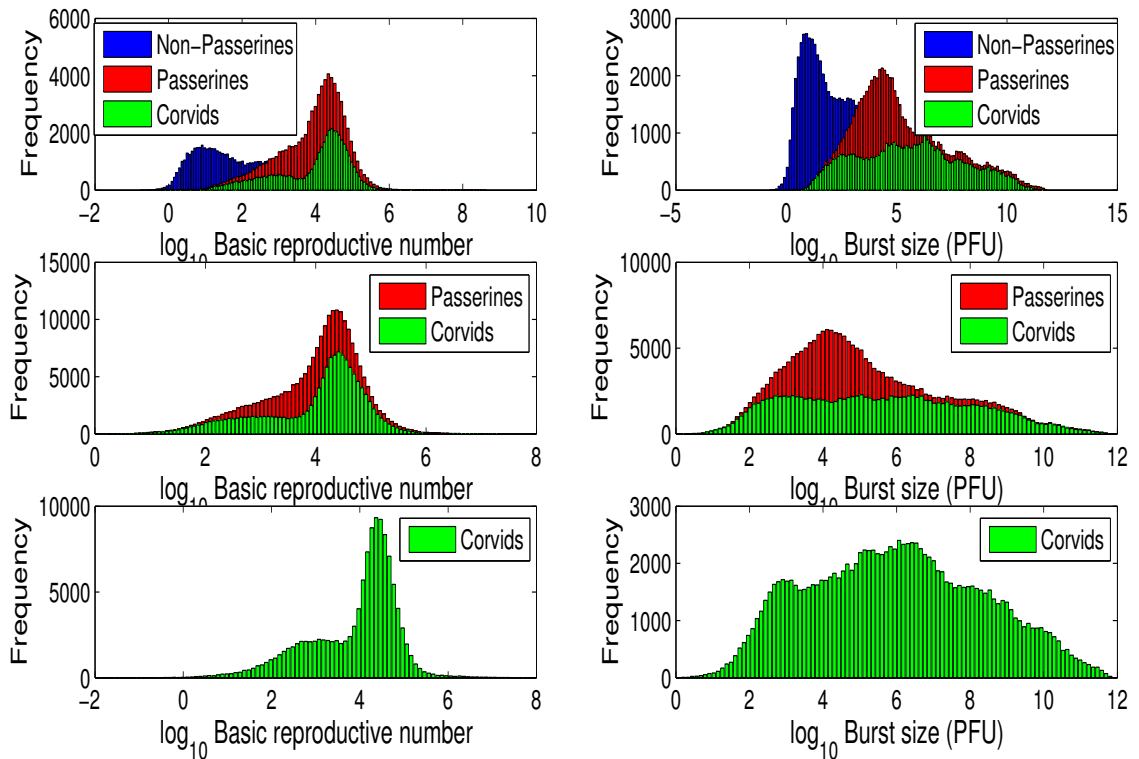 6000
4000
2000
0
Frequency
Non-Passerines
Passerines
Corvids
−2 0 2 4 6 8 10
log10 Basic reproductive number
3000
2000
1000
0
Frequency
Non-Passerines
Passerines
Corvids
−5 0 5 10 15
log10 Burst size (PFU)
15000
10000
5000
0
Frequency
Passerines
Corvids
0 2 4 6 8
log10 Basic reproductive number
10000
5000
0
Frequency
Passerines
Corvids
0 2 4 6 8 10 12
log10 Burst size (PFU)
10000
5000
0
Frequency
Corvids
−2 0 2 4 6 8
log10 Basic reproductive number
3000
2000
1000
0
Frequency
Corvids
0 2 4 6 8 10 12
log10 Burst size (PFU)